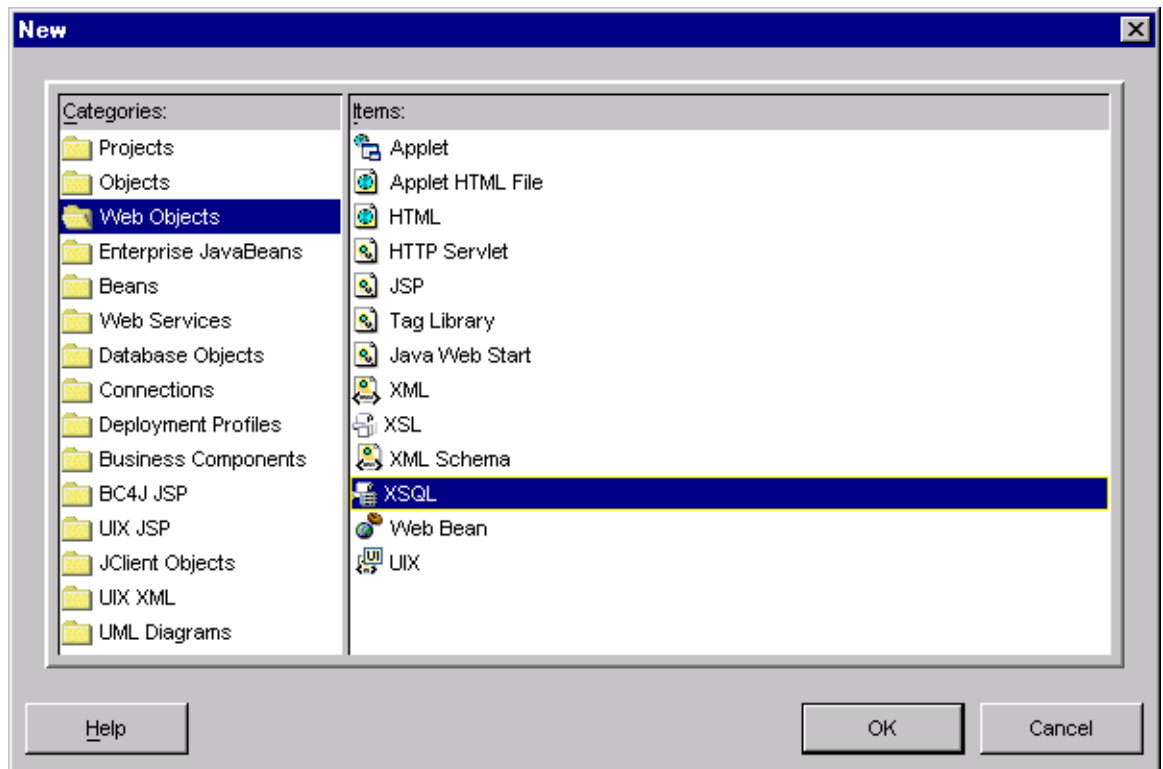 New
Categories:
Projects
Objects
Web Objects
Enterprise JavaBeans
Beans
Web Services
Database Objects
Connections
Deployment Profiles
Business Components
BC4J JSP
UIX JSP
JClient Objects
UIX XML
UML Diagrams
Items:
Applet
Applet HTML File
HTML
HTTP Servlet
JSP
Tag Library
Java Web Start
XML
XSL
XML Schema
XSQL
Web Bean
UI
UIX
Help
OK
Cancel